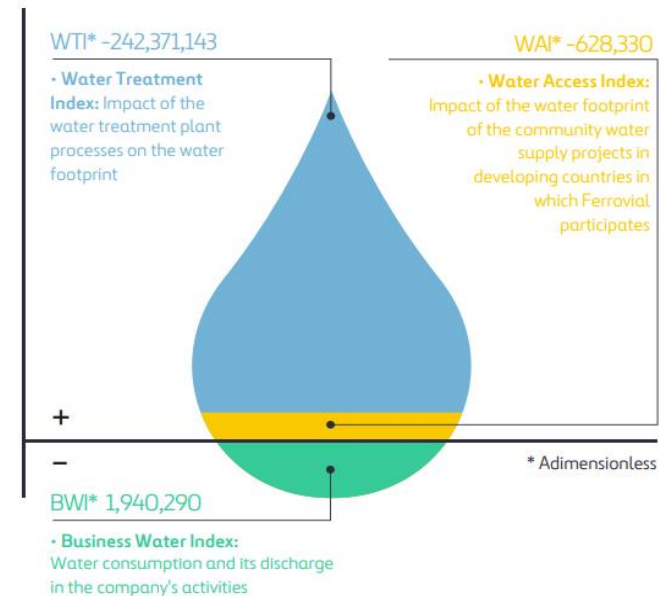 WTI* -242,371,143
· Water Treatment
Index: Impact of the
water treatment plant
processes on the water
footprint
WAI* -628,330
· Water Access Index:
Impact of the water footprint
of the community water
supply projects in
developing countries in
which Ferrovial
participates
+
–
* Adimensionless
BWI* 1,940,290
· Business Water Index:
Water consumption and its discharge
in the company's activities